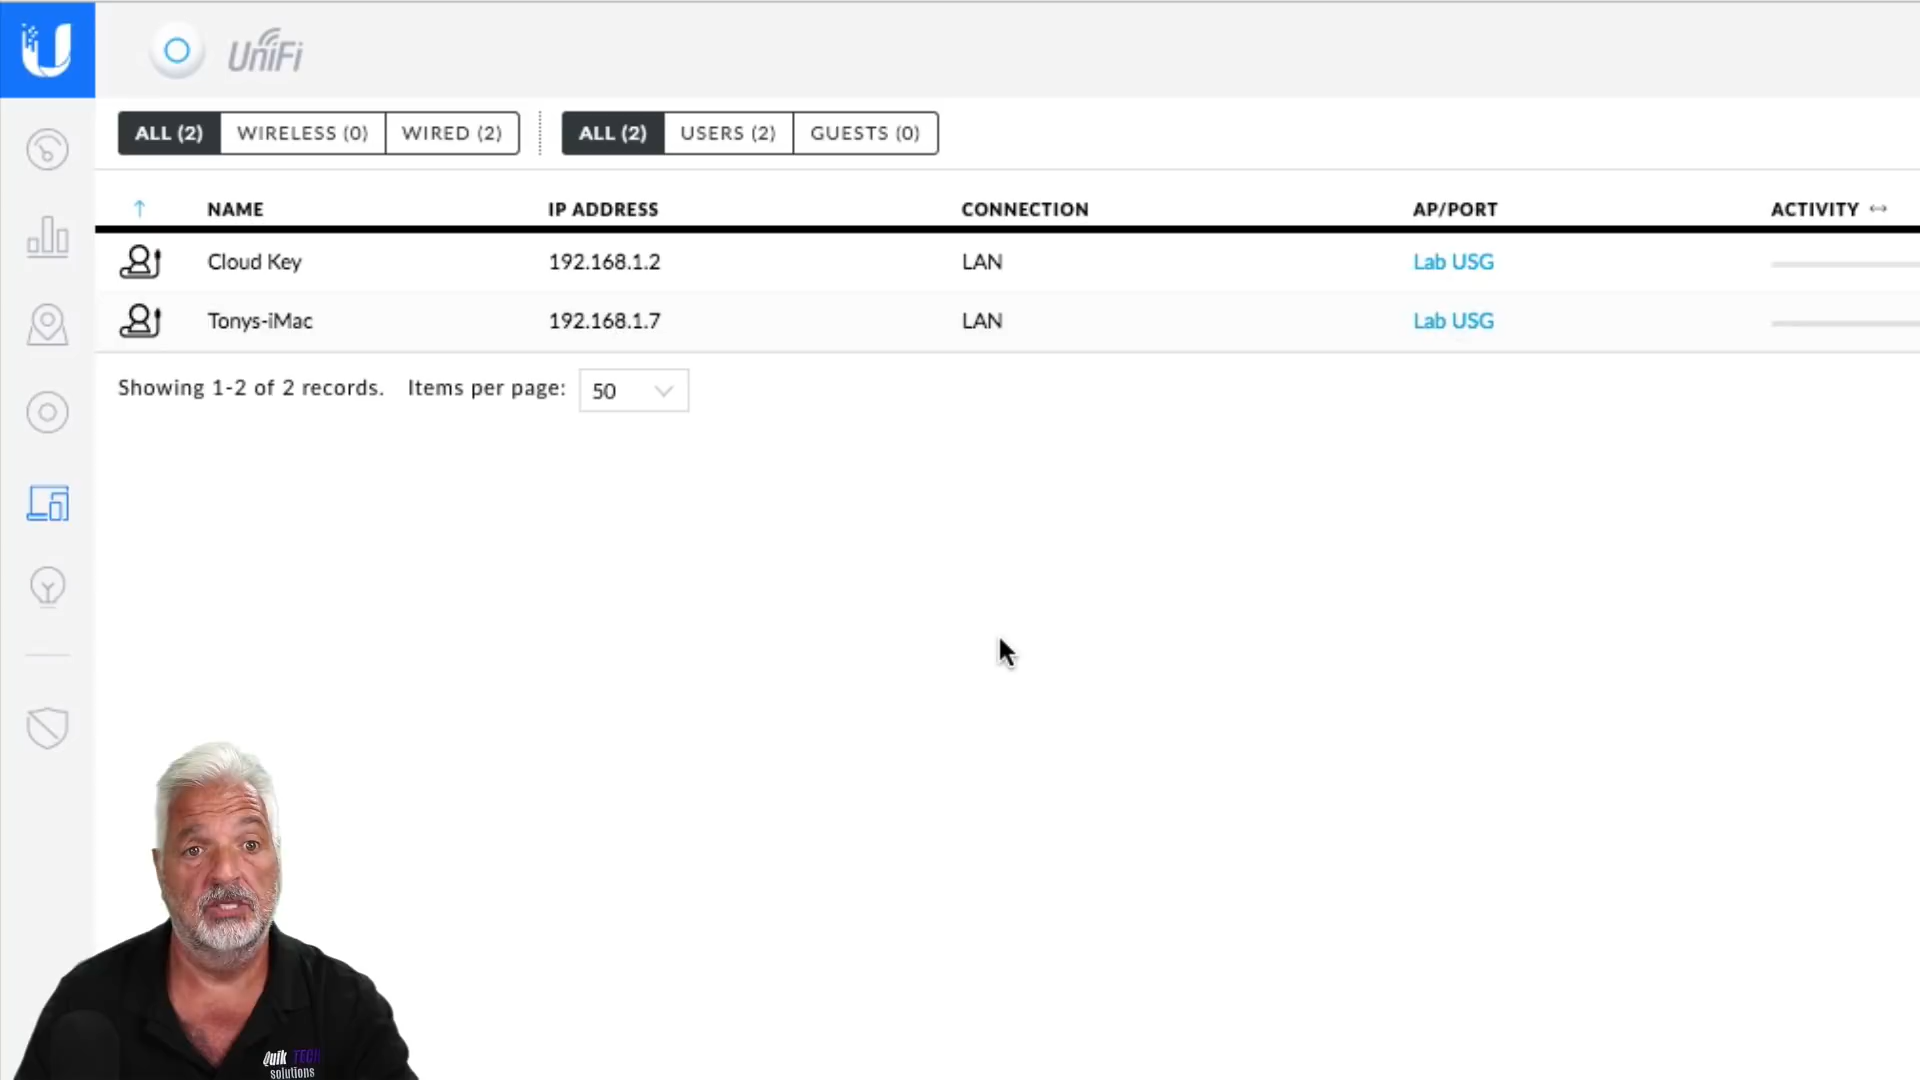 UniFi
ALL (2) WIRELESS (0) WIRED (2) ALL (2) USERS (2) GUESTS (0)
NAME IP ADDRESS CONNECTION AP/PORT ACTIVITY
Cloud Key 192.168.1.2 LAN Lab USG
Tonys-iMac 192.168.1.7 LAN Lab USG
Showing 1-2 of 2 records. Items per page: 50
Quik TECH
solutions